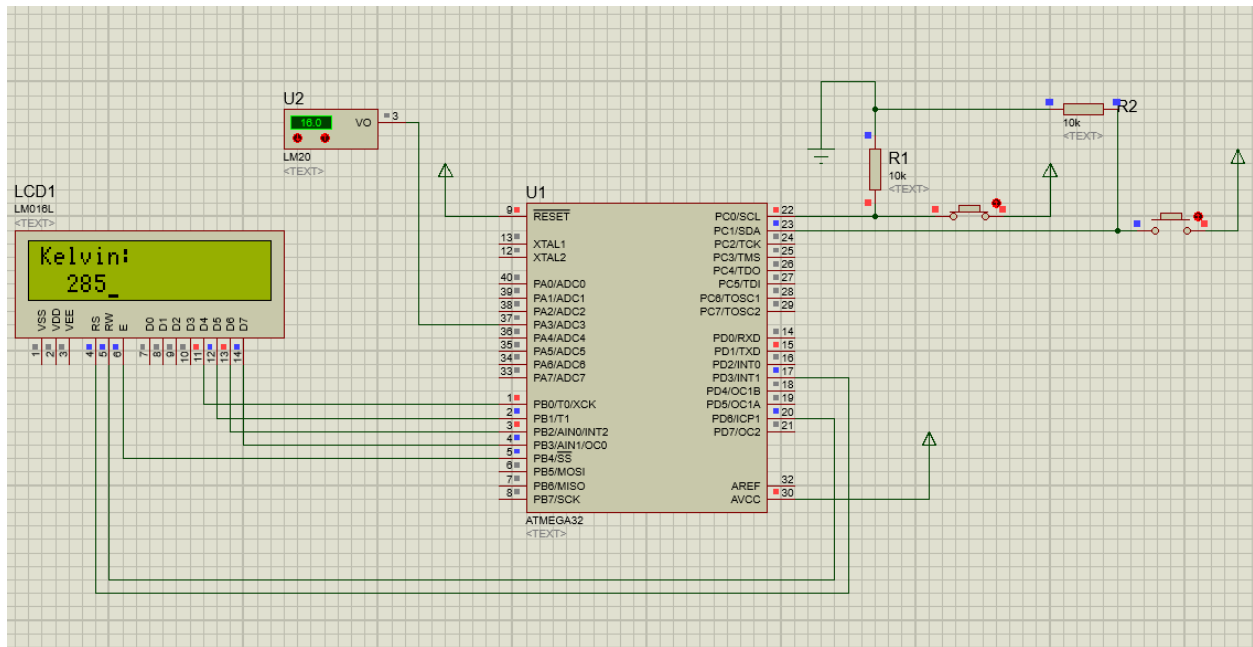 U2
16.0
VO
3
LM20
<TEXT>
LCD1
LM016L
<TEXT>
Kelvin:
285_
VSS
VDD
VEE
RS
RW
E
D0
D1
D2
D3
D4
D5
D6
D7
1
2
3
4
5
6
7
8
9
10
11
12
13
14
U1
9 RESET
13 XTAL1
12 XTAL2
40 PA0/ADC0
39 PA1/ADC1
38 PA2/ADC2
37 PA3/ADC3
36 PA4/ADC4
35 PA5/ADC5
34 PA6/ADC6
33 PA7/ADC7
1 PB0/T0/XCK
2 PB1/T1
3 PB2/AIN0/INT2
4 PB3/AIN1/OC0
5 PB4/SS
6 PB5/MOSI
7 PB6/MISO
8 PB7/SCK
PC0/SCL 22
PC1/SDA 23
PC2/TCK 24
PC3/TMS 25
PC4/TDO 26
PC5/TDI 27
PC6/TOSC1 28
PC7/TOSC2 29
PD0/RXD 14
PD1/TXD 15
PD2/INT0 16
PD3/INT1 17
PD4/OC1B 18
PD5/OC1A 19
PD6/ICP1 20
PD7/OC2 21
AREF 32
AVCC 30
ATMEGA32
<TEXT>
R1
10k
<TEXT>
R2
10k
<TEXT>